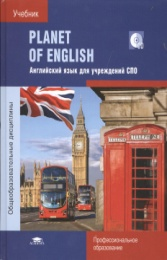 Учебник
PLANET
OF ENGLISH
Английский язык для учреждений СПО
Общеобразовательные дисциплины
Профессиональное
образование